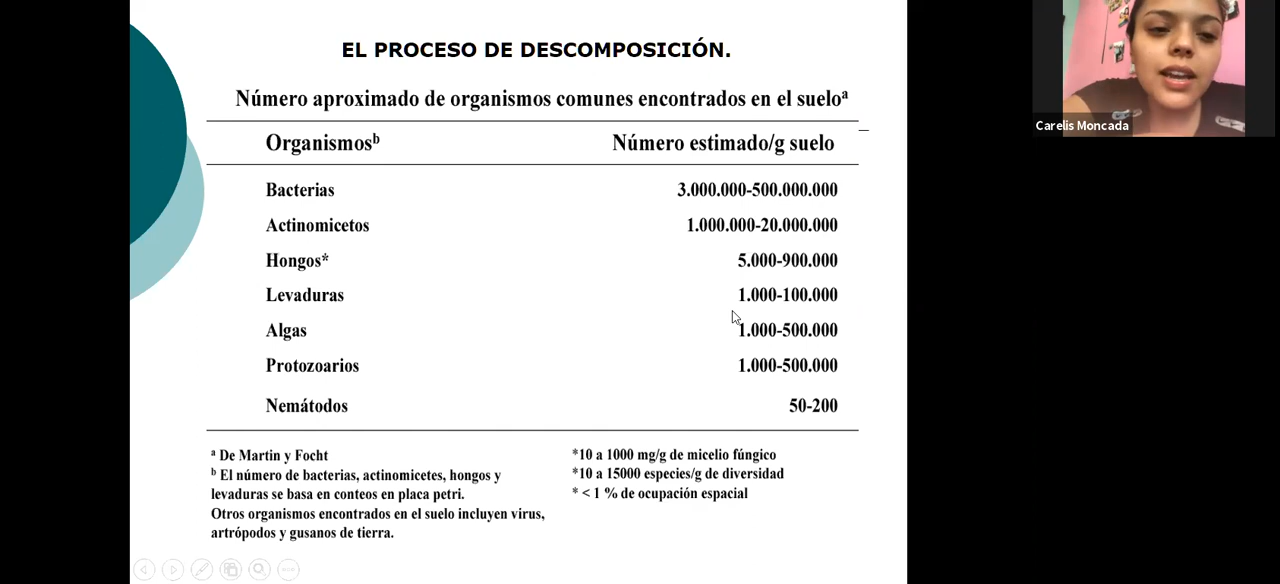 EL PROCESO DE DESCOMPOSICIÓN.
Número aproximado de organismos comunes encontrados en el sueloᵃ
Organismosᵇ Número estimado/g suelo
Bacterias 3.000.000-500.000.000
Actinomicetos 1.000.000-20.000.000
Hongos* 5.000-900.000
Levaduras 1.000-100.000
Algas 1.000-500.000
Protozoarios 1.000-500.000
Nemátodos 50-200
ᵃ De Martin y Focht
ᵇ El número de bacterias, actinomicetes, hongos y
levaduras se basa en conteos en placa petri.
Otros organismos encontrados en el suelo incluyen virus,
artrópodos y gusanos de tierra.
*10 a 1000 mg/g de micelio fúngico
*10 a 15000 especies/g de diversidad
* < 1 % de ocupación espacial
Carelis Moncada